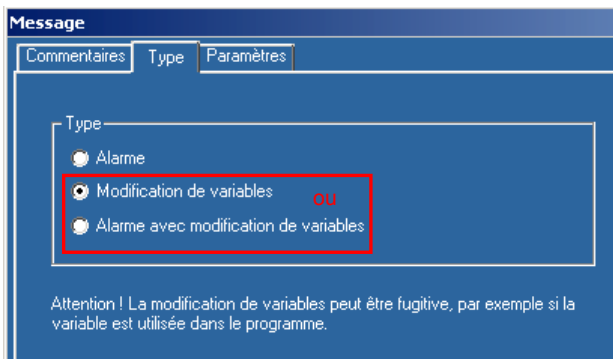 Message
Commentaires Type Paramètres
Type
Alarme
Modification de variables
ou
Alarme avec modification de variables
Attention ! La modification de variables peut être fugitive, par exemple si la
variable est utilisée dans le programme.